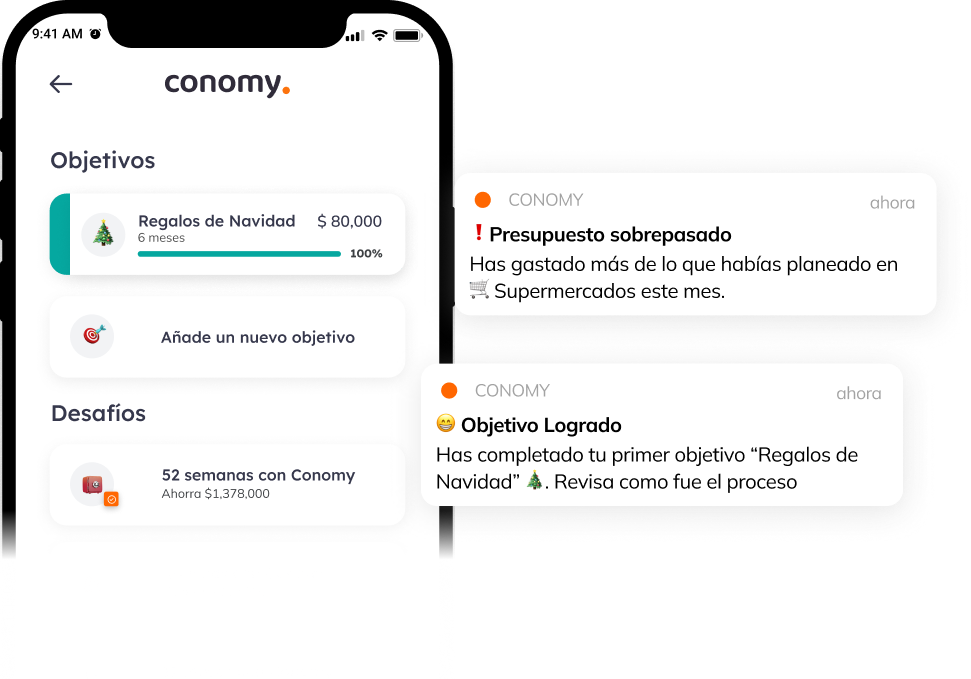 9:41 AM
conomy.
Objetivos
Regalos de Navidad $ 80,000
6 meses
100%
Añade un nuevo objetivo
Desafíos
52 semanas con Conomy
Ahorra $1,378,000
CONOMY ahora
❗ Presupuesto sobrepasado
Has gastado más de lo que habías planeado en
🛒 Supermercados este mes.
CONOMY ahora
😁 Objetivo Logrado
Has completado tu primer objetivo “Regalos de
Navidad” 🎄. Revisa como fue el proceso